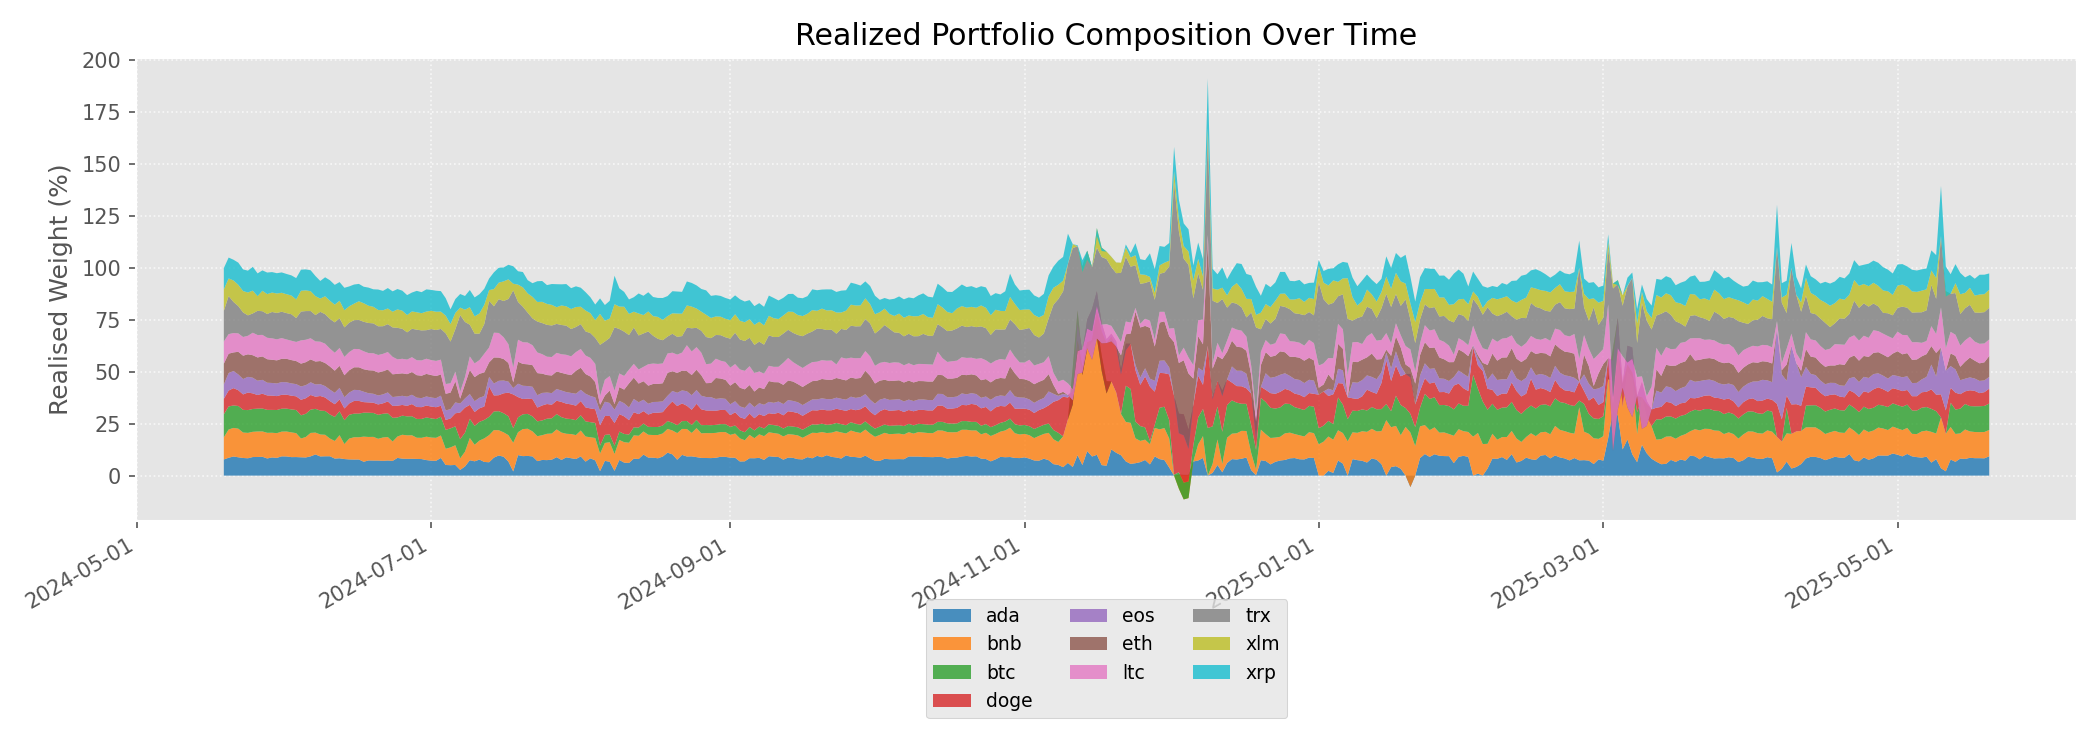 Realized Portfolio Composition Over Time
Realised Weight (%)
200
175
150
125
100
75
50
25
0
2024-05-01
2024-07-01
2024-09-01
2024-11-01
2025-01-01
2025-03-01
2025-05-01
ada eos trx
bnb eth xlm
btc ltc xrp
doge